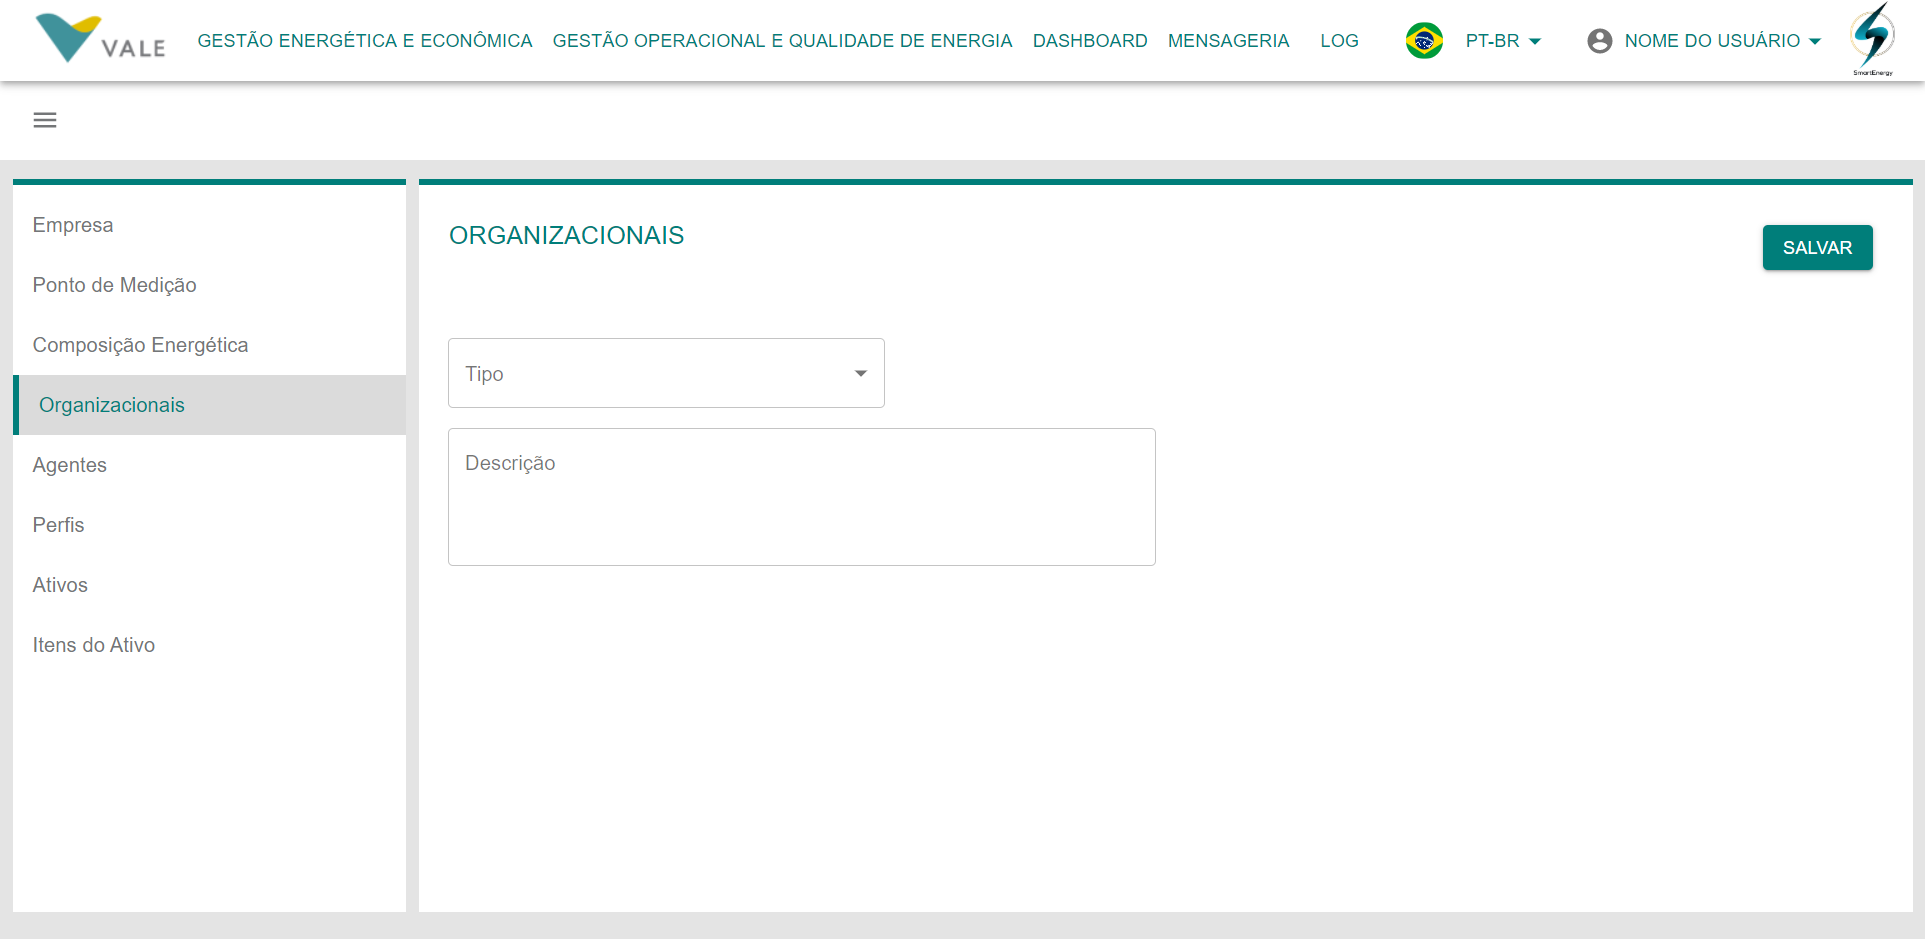 VALE
GESTÃO ENERGÉTICA E ECONÔMICA
GESTÃO OPERACIONAL E QUALIDADE DE ENERGIA
DASHBOARD
MENSAGERIA
LOG
PT-BR
NOME DO USUÁRIO
SmartEnergy
Empresa
Ponto de Medição
Composição Energética
Organizacionais
Agentes
Perfis
Ativos
Itens do Ativo
ORGANIZACIONAIS
SALVAR
Tipo
Descrição